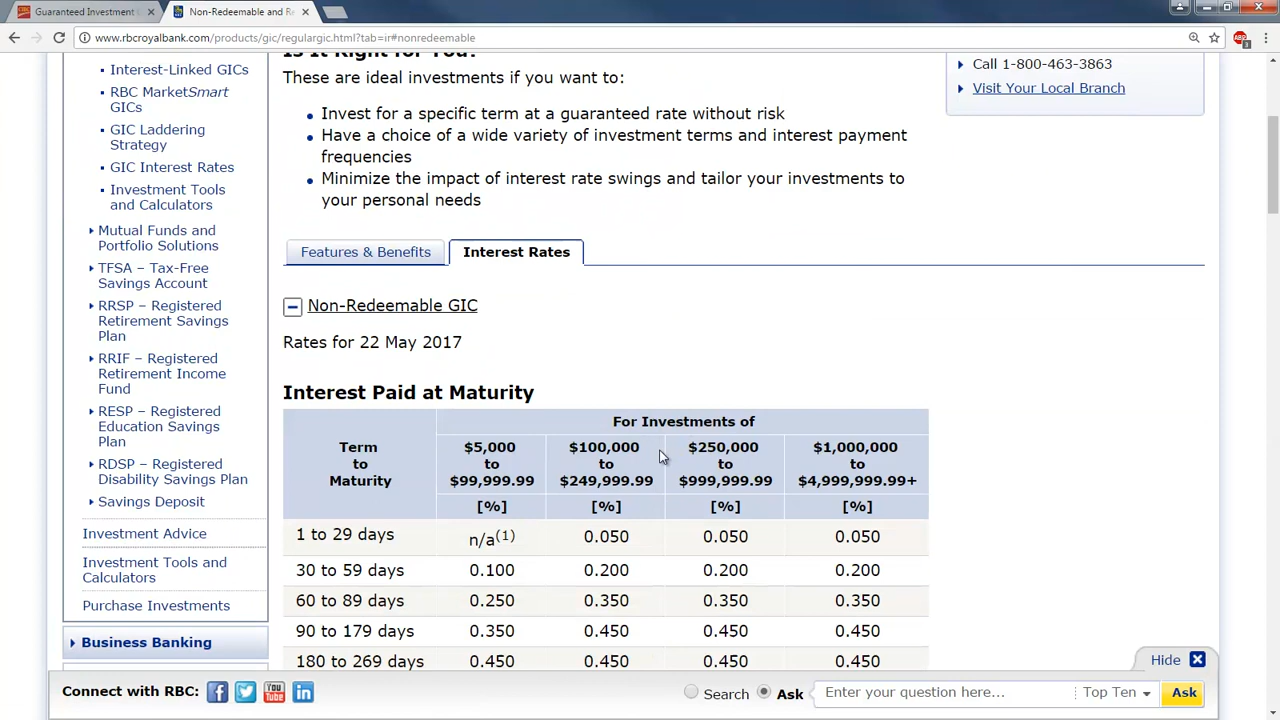 Guaranteed Investment
Non-Redeemable and Re
www.rbcroyalbank.com/products/gic/regulargic.html?tab=ir#nonredeemable
Interest-Linked GICs
RBC MarketSmart
GICs
GIC Laddering
Strategy
GIC Interest Rates
Investment Tools
and Calculators
Mutual Funds and
Portfolio Solutions
TFSA – Tax-Free
Savings Account
RRSP – Registered
Retirement Savings
Plan
RRIF – Registered
Retirement Income
Fund
RESP – Registered
Education Savings
Plan
RDSP – Registered
Disability Savings Plan
Savings Deposit
Investment Advice
Investment Tools and
Calculators
Purchase Investments
Business Banking
Is It Right for You?
These are ideal investments if you want to:
Invest for a specific term at a guaranteed rate without risk
Have a choice of a wide variety of investment terms and interest payment
frequencies
Minimize the impact of interest rate swings and tailor your investments to
your personal needs
Call 1-800-463-3863
Visit Your Local Branch
Features & Benefits
Interest Rates
Non-Redeemable GIC
Rates for 22 May 2017
Interest Paid at Maturity
Term
to
Maturity
For Investments of
$5,000
to
$99,999.99
$100,000
to
$249,999.99
$250,000
to
$999,999.99
$1,000,000
to
$4,999,999.99+
[%] [%] [%] [%]
1 to 29 days n/a(1) 0.050 0.050 0.050
30 to 59 days 0.100 0.200 0.200 0.200
60 to 89 days 0.250 0.350 0.350 0.350
90 to 179 days 0.350 0.450 0.450 0.450
180 to 269 days 0.450 0.450 0.450 0.450
Hide
Connect with RBC:
You
Tube
in
Search
Ask
Enter your question here...
Top Ten
Ask